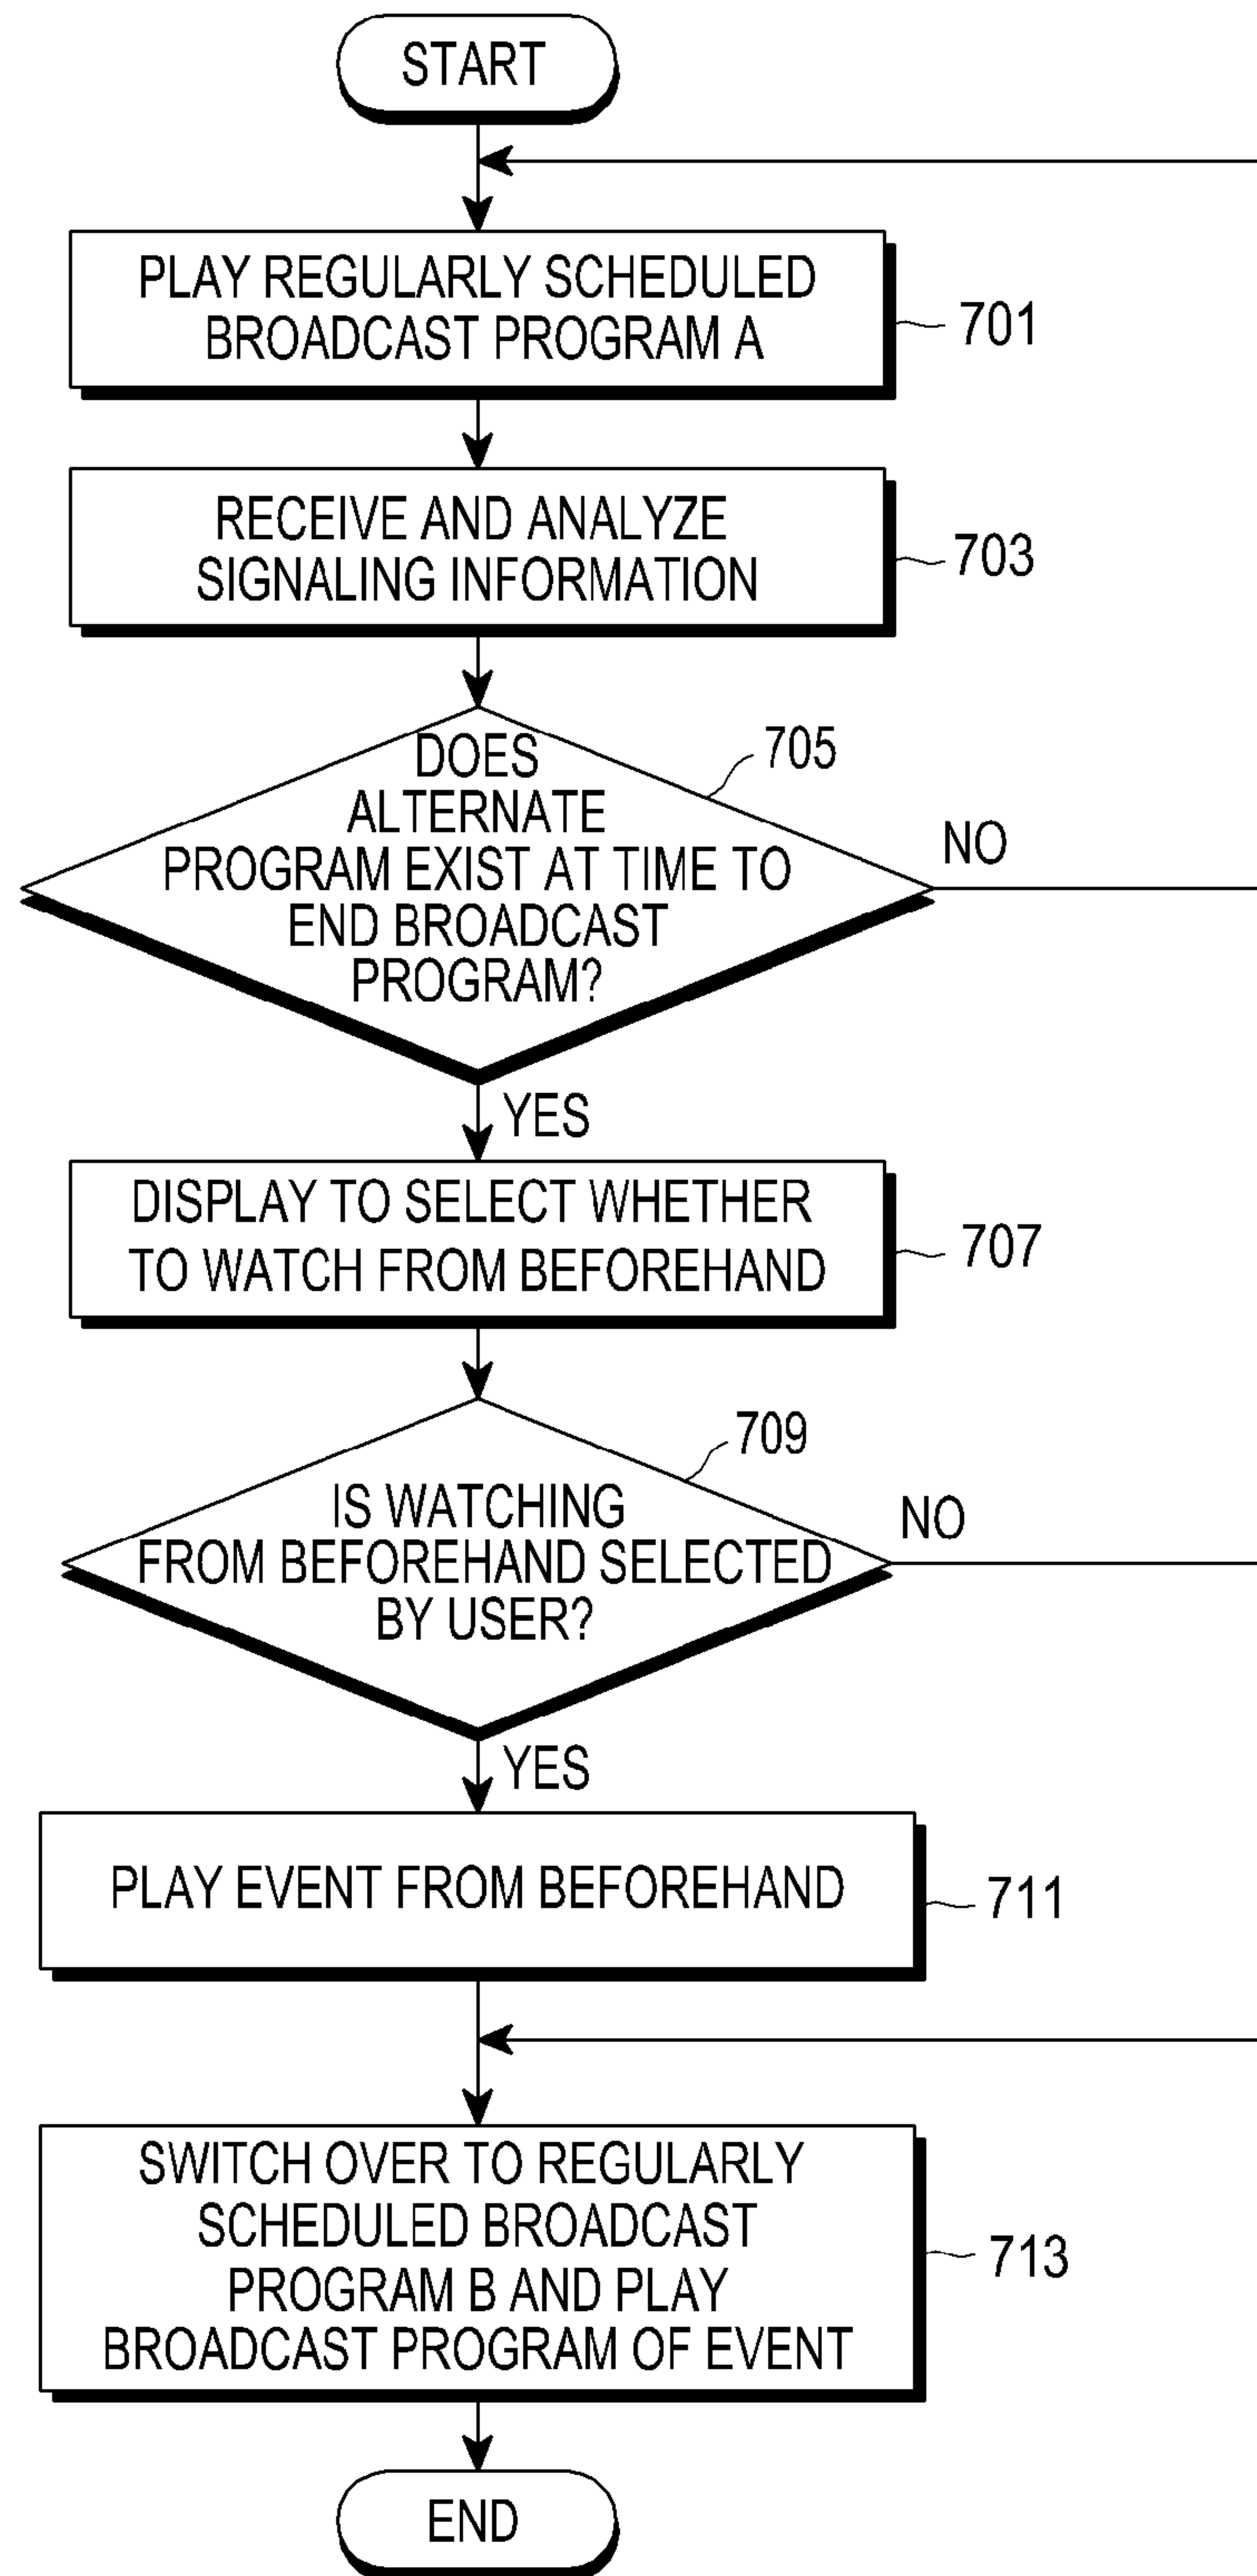 START
PLAY REGULARLY SCHEDULED
BROADCAST PROGRAM A
701
RECEIVE AND ANALYZE
SIGNALING INFORMATION
703
DOES
ALTERNATE
PROGRAM EXIST AT TIME TO
END BROADCAST
PROGRAM?
705
NO
YES
DISPLAY TO SELECT WHETHER
TO WATCH FROM BEFOREHAND
707
IS WATCHING
FROM BEFOREHAND SELECTED
BY USER?
709
NO
YES
PLAY EVENT FROM BEFOREHAND
711
SWITCH OVER TO REGULARLY
SCHEDULED BROADCAST
PROGRAM B AND PLAY
BROADCAST PROGRAM OF EVENT
713
END